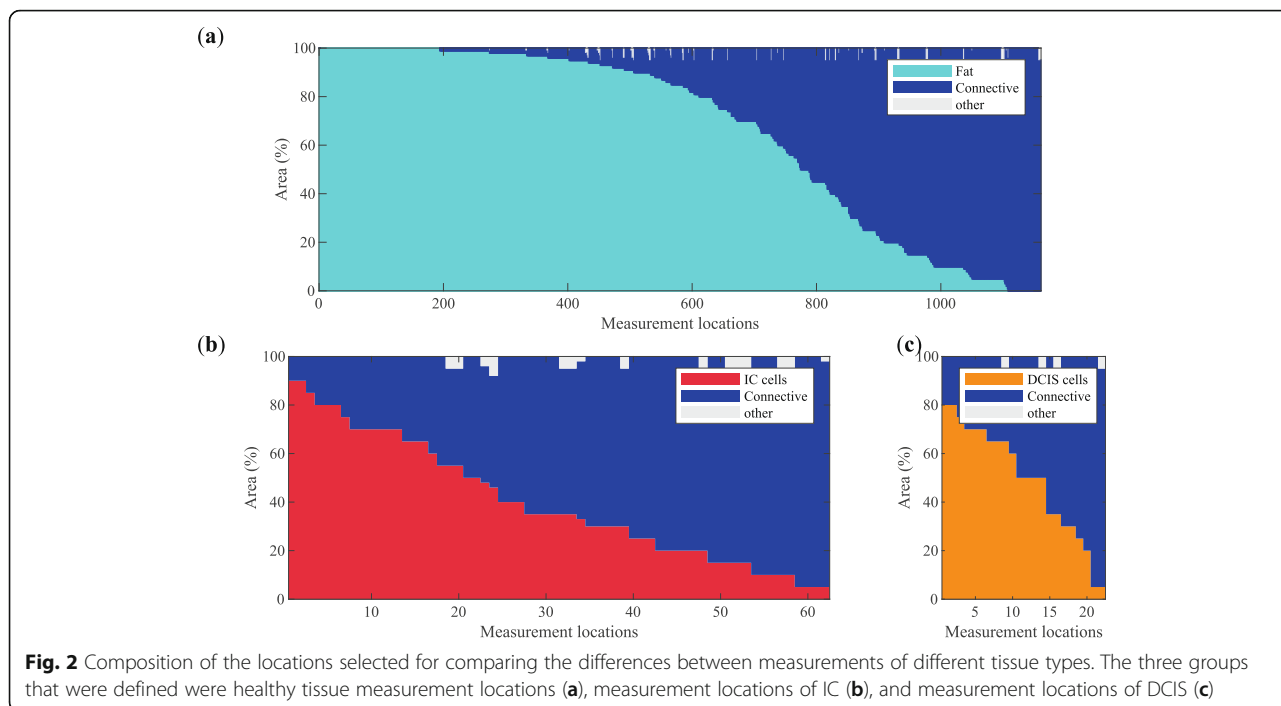 (a)
100
80
60
40
20
0
Area (%)
Fat
Connective
other
0 200 400 600 800 1000
Measurement locations
(b)
100
80
60
40
20
0
Area (%)
IC cells
Connective
other
10 20 30 40 50 60
Measurement locations
(c)
100
80
60
40
20
0
Area (%)
DCIS cells
Connective
other
5 10 15 20
Measurement locations
Fig. 2 Composition of the locations selected for comparing the differences between measurements of different tissue types. The three groups
that were defined were healthy tissue measurement locations (a), measurement locations of IC (b), and measurement locations of DCIS (c)